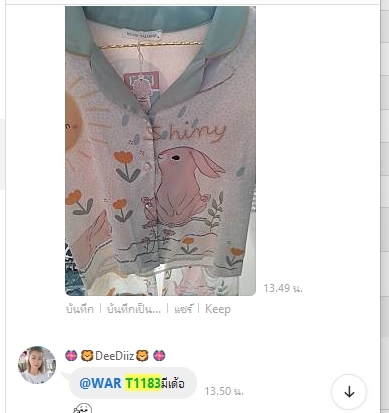 Shiny
13.49 น.
บันทึก | บันทึกเป็น... | แชร์ | Keep
DeeDiiz
@WAR T1183มีเด้อ
13.50 น.